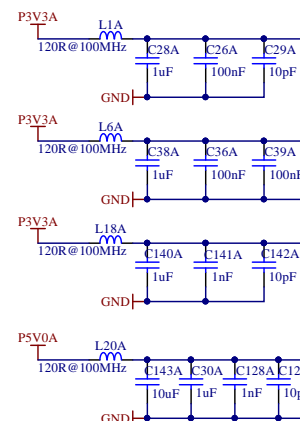 P3V3A
L1A
120R@100MHz
C28A
C26A
C29A
1uF
100nF
10pF
GND
P3V3A
L6A
120R@100MHz
C38A
C36A
C39A
1uF
100nF
100nF
GND
P3V3A
L18A
120R@100MHz
C140A
C141A
C142A
1uF
1nF
10pF
GND
P5V0A
L20A
120R@100MHz
C143A
C30A
C128A
C12
10uF
1uF
1nF
10p
GND